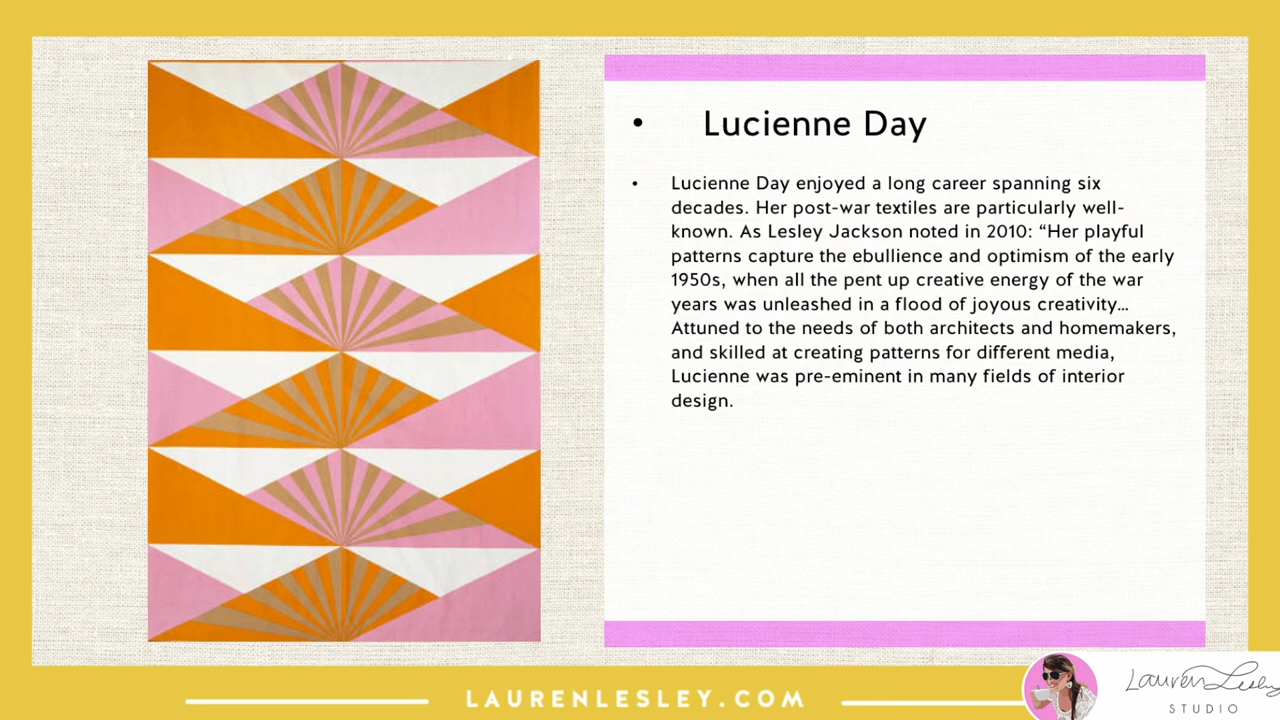 • Lucienne Day
• Lucienne Day enjoyed a long career spanning six
decades. Her post-war textiles are particularly well-
known. As Lesley Jackson noted in 2010: “Her playful
patterns capture the ebullience and optimism of the early
1950s, when all the pent up creative energy of the war
years was unleashed in a flood of joyous creativity…
Attuned to the needs of both architects and homemakers,
and skilled at creating patterns for different media,
Lucienne was pre-eminent in many fields of interior
design.
LAURENLESLEY.COM
Lauren Lesley
STUDIO